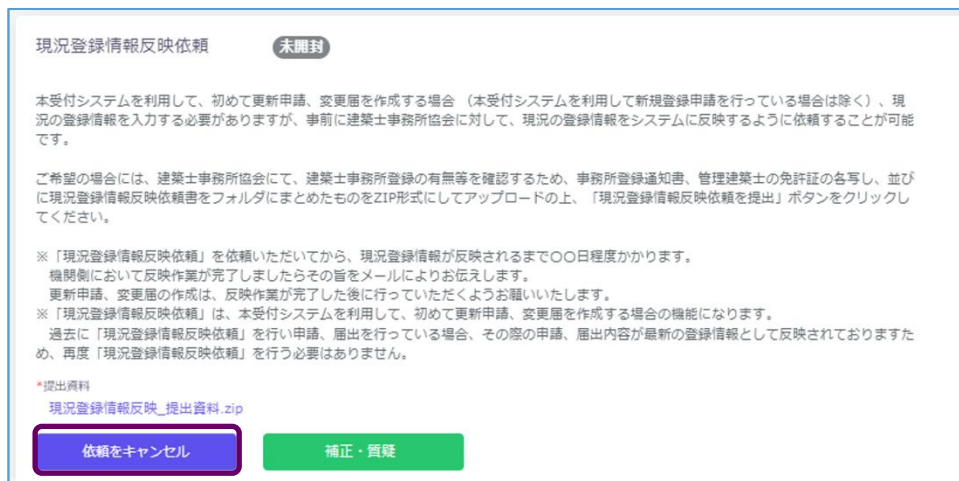 現況登録情報反映依頼 未開封
本受付システムを利用して、初めて更新申請、変更届を作成する場合 （本受付システムを利用して新規登録申請を行っている場合は除く）、現
況の登録情報を入力する必要がありますが、事前に建築士事務所協会に対して、現況の登録情報をシステムに反映するように依頼することが可能
です。
ご希望の場合には、建築士事務所協会にて、建築士事務所登録の有無等を確認するため、事務所登録通知書、管理建築士の免許証の各写し、並び
に現況登録情報反映依頼書をフォルダにまとめたものをZIP形式にしてアップロードの上、「現況登録情報反映依頼を提出」ボタンをクリックし
てください。
※「現況登録情報反映依頼」を依頼いただいてから、現況登録情報が反映されるまで〇〇日程度かかります。
機関側において反映作業が完了しましたらその旨をメールによりお伝えします。
更新申請、変更届の作成は、反映作業が完了した後に行っていただくようお願いいたします。
※「現況登録情報反映依頼」は、本受付システムを利用して、初めて更新申請、変更届を作成する場合の機能になります。
過去に「現況登録情報反映依頼」を行い申請、届出を行っている場合、その際の申請、届出内容が最新の登録情報として反映されておりますた
め、再度「現況登録情報反映依頼」を行う必要はありません。
*提出資料
現況登録情報反映_提出資料.zip
依頼をキャンセル 補正・質疑